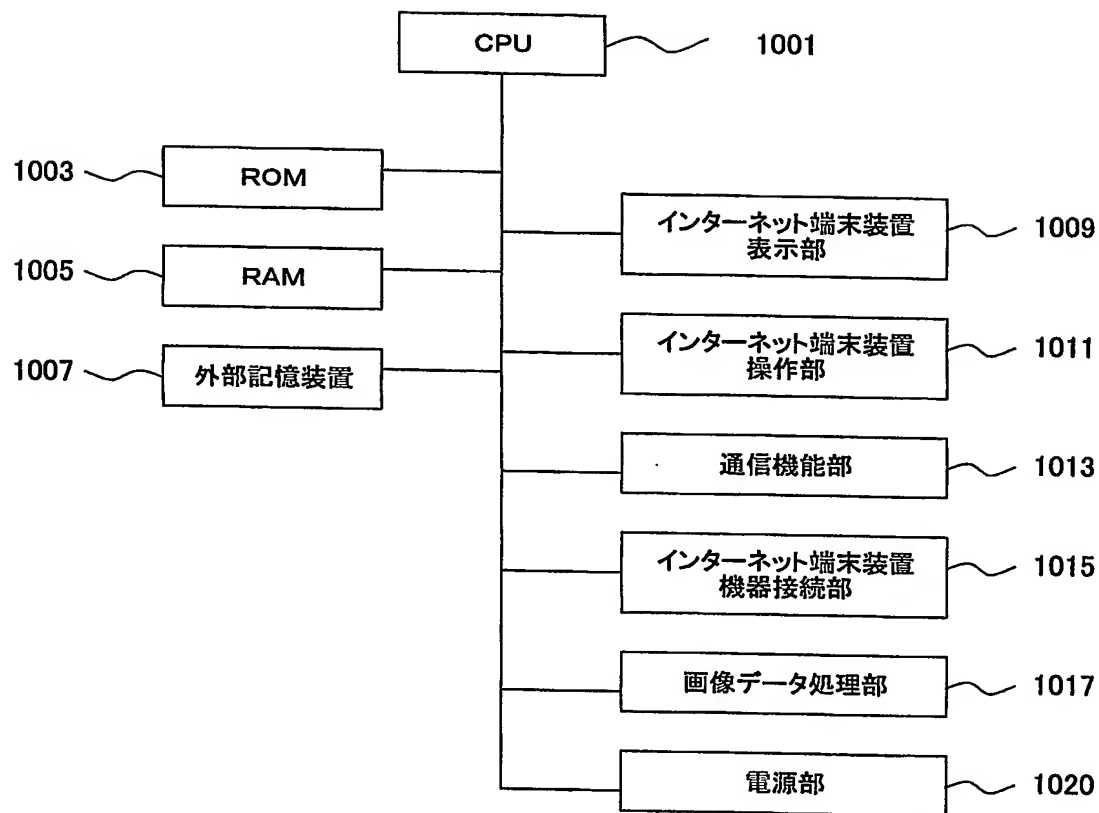 CPU
1001
1003
ROM
1005
RAM
1007
外部記憶装置
インターネット端末装置
表示部
1009
インターネット端末装置
操作部
1011
通信機能部
1013
インターネット端末装置
機器接続部
1015
画像データ処理部
1017
電源部
1020